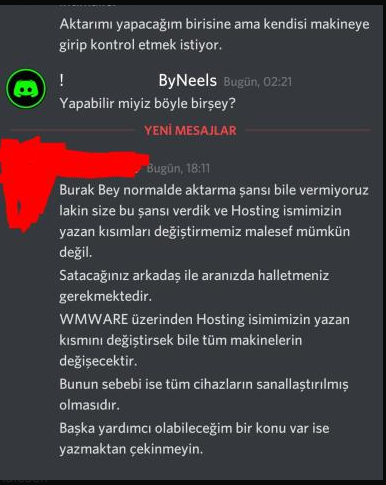 Aktarımı yapacağım birisine ama kendisi makineye
girip kontrol etmek istiyor.
! ByNeels Bugün, 02:21
Yapabilir miyiz böyle birşey?
YENİ MESAJLAR
Bugün, 18:11
Burak Bey normalde aktarma şansı bile vermiyoruz
lakin size bu şansı verdik ve Hosting ismimizin
yazan kısımları değiştirmemiz malesef mümkün
değil.
Satacağınız arkadaş ile aranızda halletmeniz
gerekmektedir.
WMWARE üzerinden Hosting isimimizin yazan
kısmını değiştirsek bile tüm makinelerin
değişecektir.
Bunun sebebi ise tüm cihazların sanallaştırılmış
olmasıdır.
Başka yardımcı olabileceğim bir konu var ise
yazmaktan çekinmeyin.